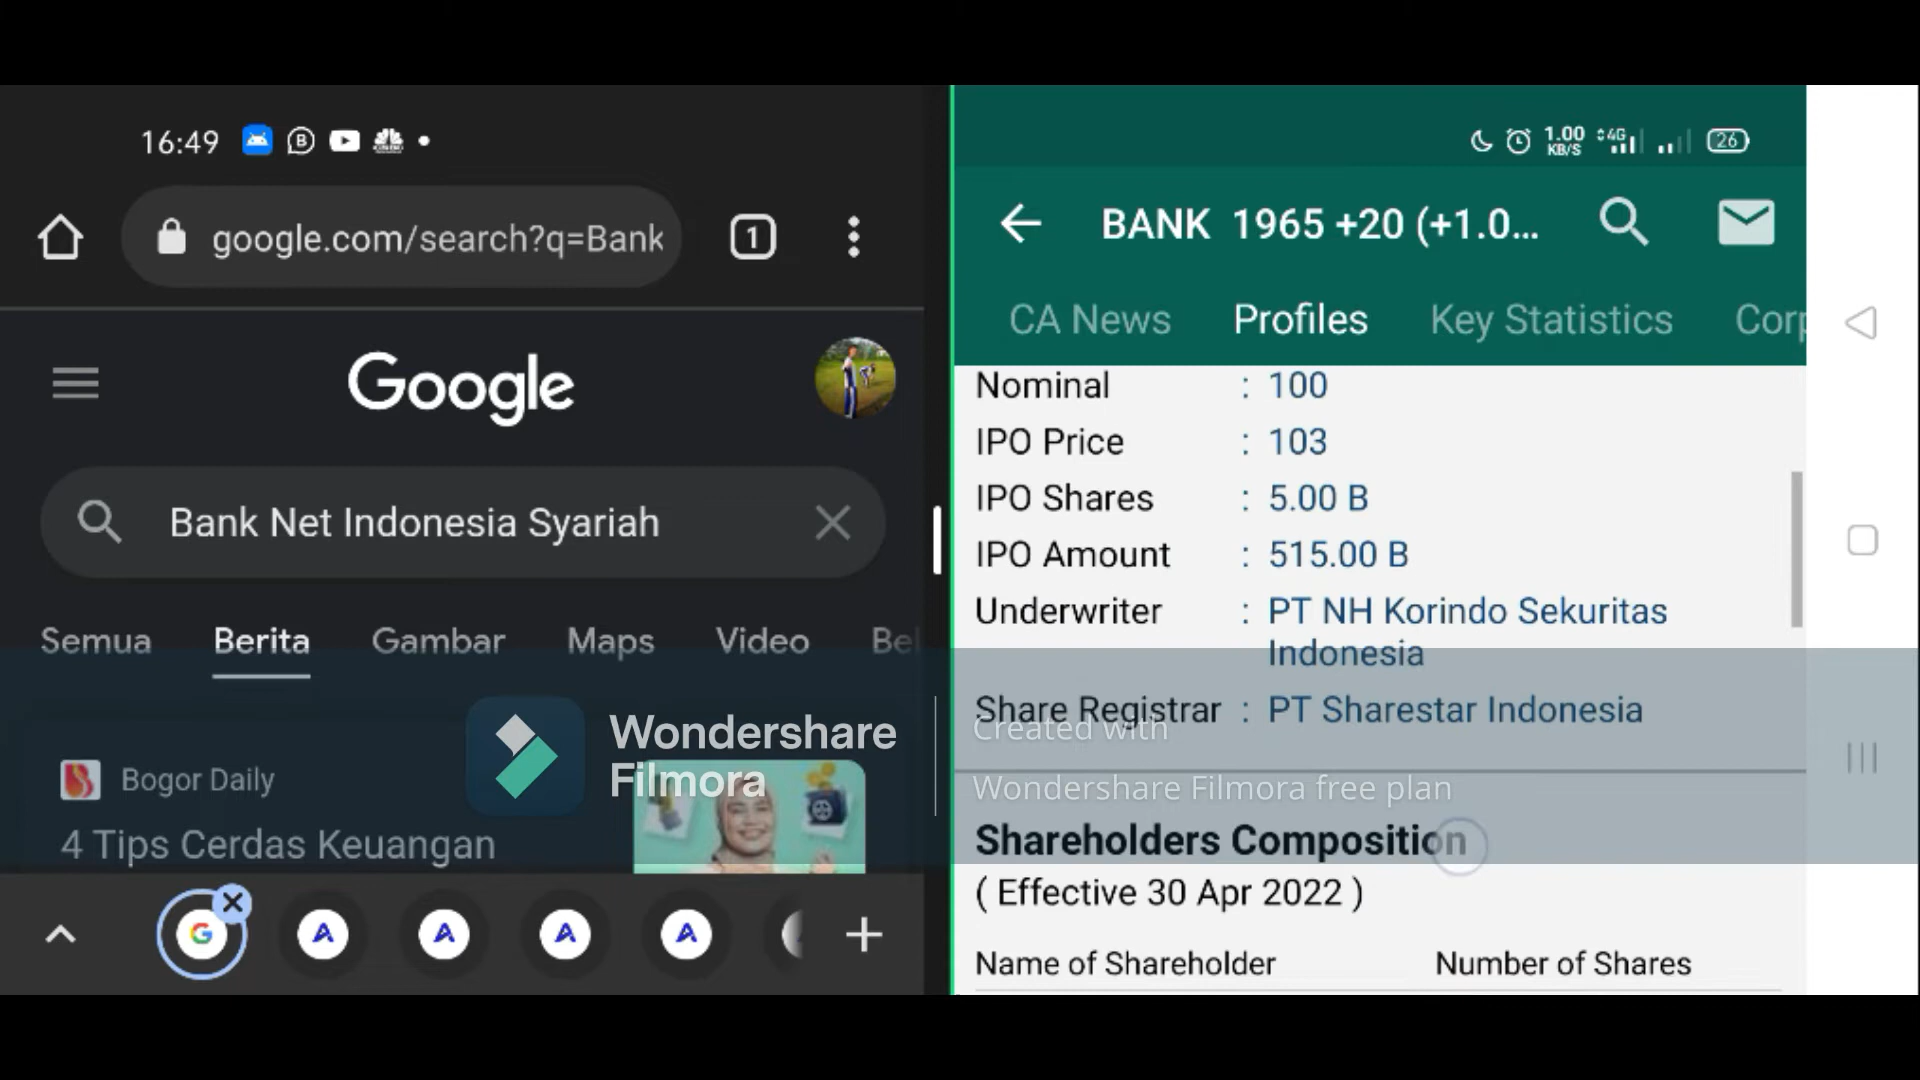 16:49
google.com/search?q=Bank
1
Google
Bank Net Indonesia Syariah
Semua Berita Gambar Maps Video Bel
Bogor Daily
4 Tips Cerdas Keuangan
Wondershare
Filmora
1.00
KB/S
4G
26
BANK 1965 +20 (+1.0...
CA News Profiles Key Statistics Corp
Nominal : 100
IPO Price : 103
IPO Shares : 5.00 B
IPO Amount : 515.00 B
Underwriter : PT NH Korindo Sekuritas
Indonesia
Share Registrar : PT Sharestar Indonesia
Created with
Wondershare Filmora free plan
Shareholders Composition
( Effective 30 Apr 2022 )
Name of Shareholder Number of Shares